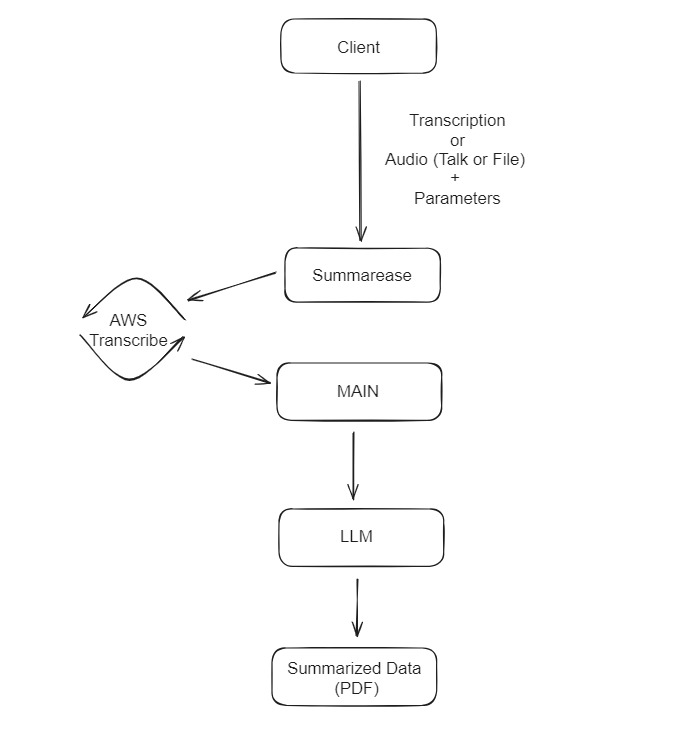 Client
Transcription
or
Audio (Talk or File)
+
Parameters
Summarease
AWS
Transcribe
MAIN
LLM
Summarized Data
(PDF)